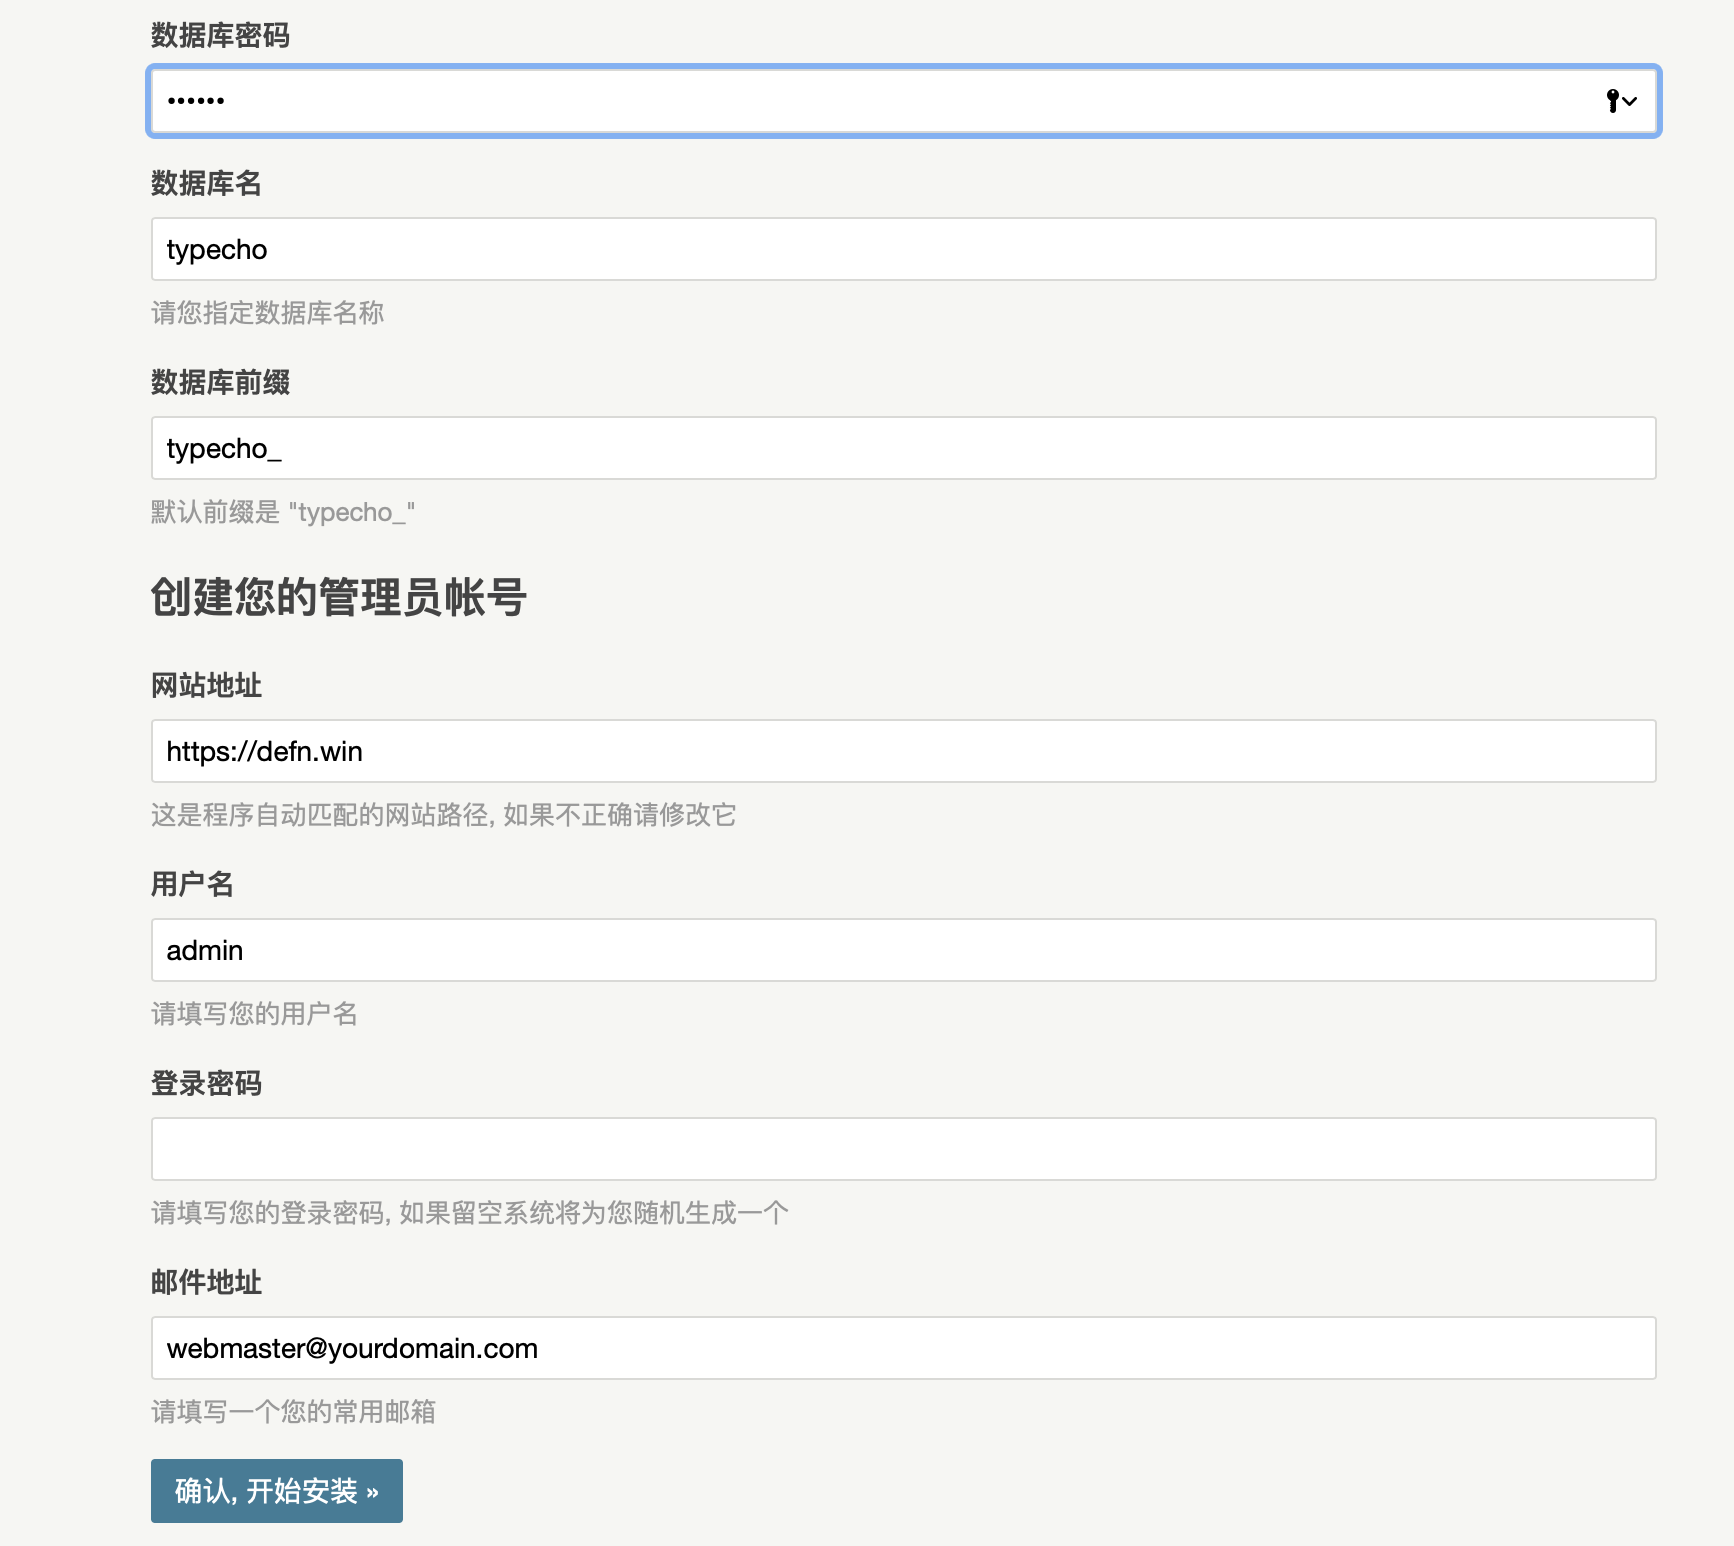 数据库密码
••••••
数据库名
typecho
请您指定数据库名称
数据库前缀
typecho_
默认前缀是 "typecho_"
创建您的管理员帐号
网站地址
https://defn.win
这是程序自动匹配的网站路径, 如果不正确请修改它
用户名
admin
请填写您的用户名
登录密码
请填写您的登录密码, 如果留空系统将为您随机生成一个
邮件地址
webmaster@yourdomain.com
请填写一个您的常用邮箱
确认, 开始安装 »